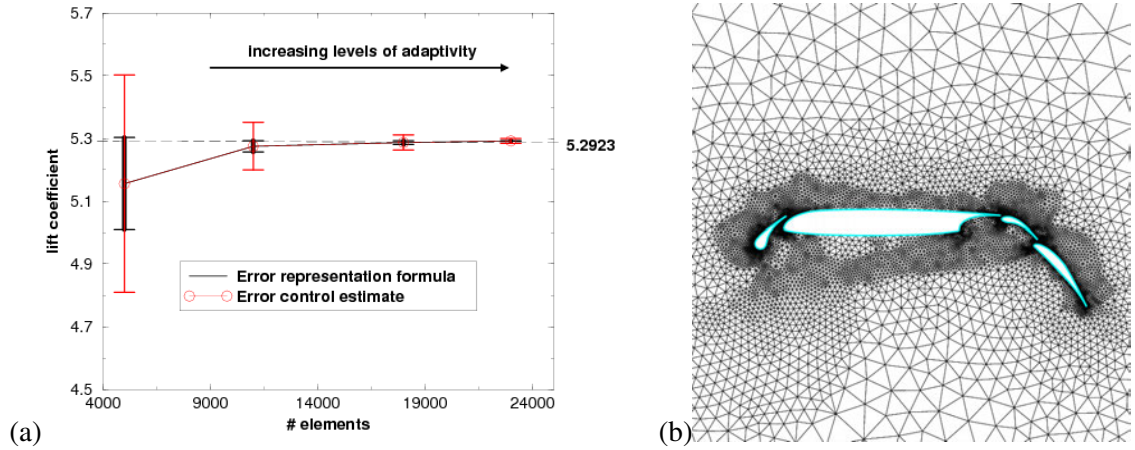 5.7
increasing levels of adaptivity
5.5
5.3
5.2923
lift coefficient
5.1
4.9
Error representation formula
Error control estimate
4.7
4.5
4000
9000
14000
19000
24000
# elements
(a)
(b)